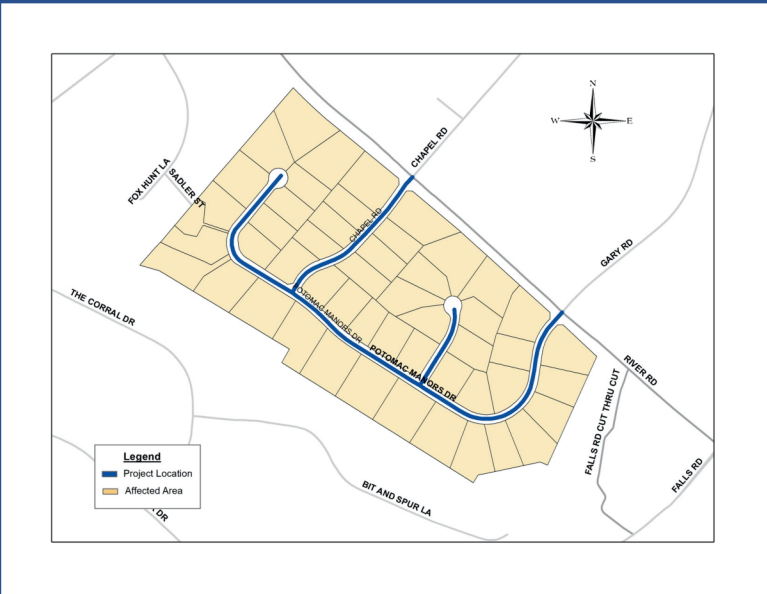 N
W
E
S
CHAPEL RD
FOX HUNT LA
SADLER ST
CHAPEL RD
GARY RD
THE CORRAL DR
POTOMAC MANORS DR
POTOMAC MANORS DR
RIVER RD
FALLS RD CUT THRU CUT
FALLS RD
BIT AND SPUR LA
DR
Legend
Project Location
Affected Area